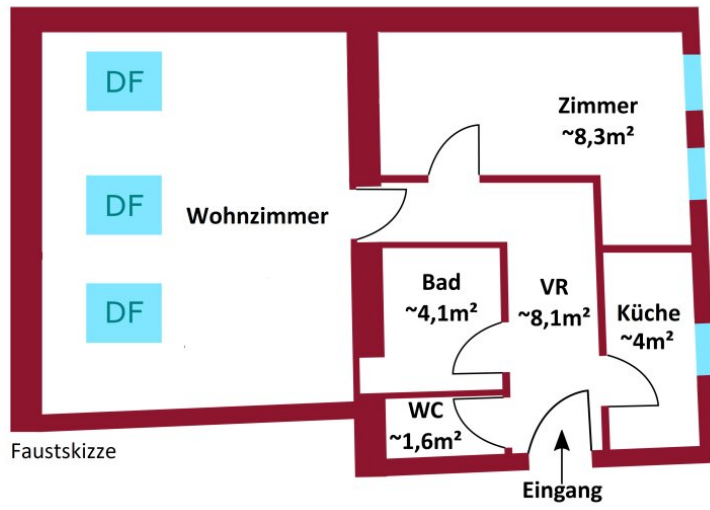 DF
Zimmer
~8,3m²
DF
Wohnzimmer
Bad
~4,1m²
VR
~8,1m²
Küche
~4m²
DF
WC
~1,6m²
Faustskizze
Eingang